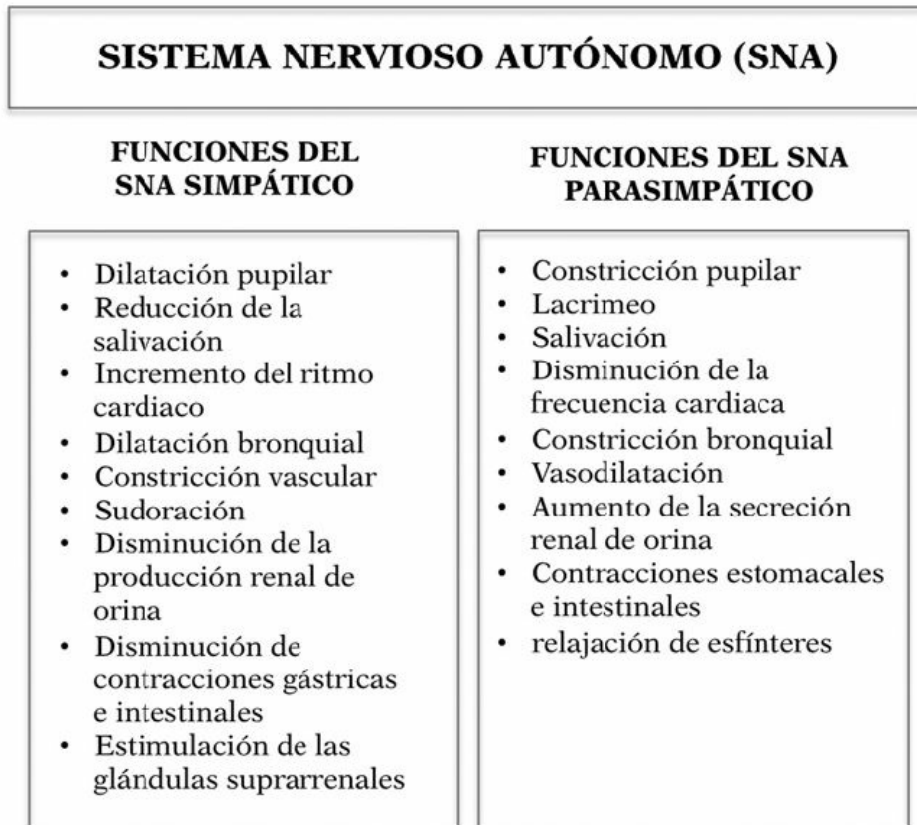 SISTEMA NERVIOSO AUTÓNOMO (SNA)
FUNCIONES DEL
SNA SIMPÁTICO
• Dilatación pupilar
• Reducción de la
salivación
• Incremento del ritmo
cardiaco
• Dilatación bronquial
• Constricción vascular
• Sudoración
• Disminución de la
producción renal de
orina
• Disminución de
contracciones gástricas
e intestinales
• Estimulación de las
glándulas suprarrenales
FUNCIONES DEL SNA
PARASIMPÁTICO
• Constricción pupilar
• Lacrimeo
• Salivación
• Disminución de la
frecuencia cardiaca
• Constricción bronquial
• Vasodilatación
• Aumento de la secreción
renal de orina
• Contracciones estomacales
e intestinales
• relajación de esfínteres